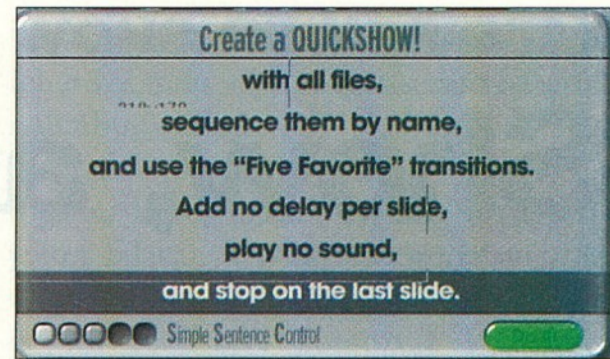 Create a QUICKSHOW!
with all files,
sequence them by name,
and use the “Five Favorite” transitions.
Add no delay per slide,
play no sound,
and stop on the last slide.
Simple Sentence Control